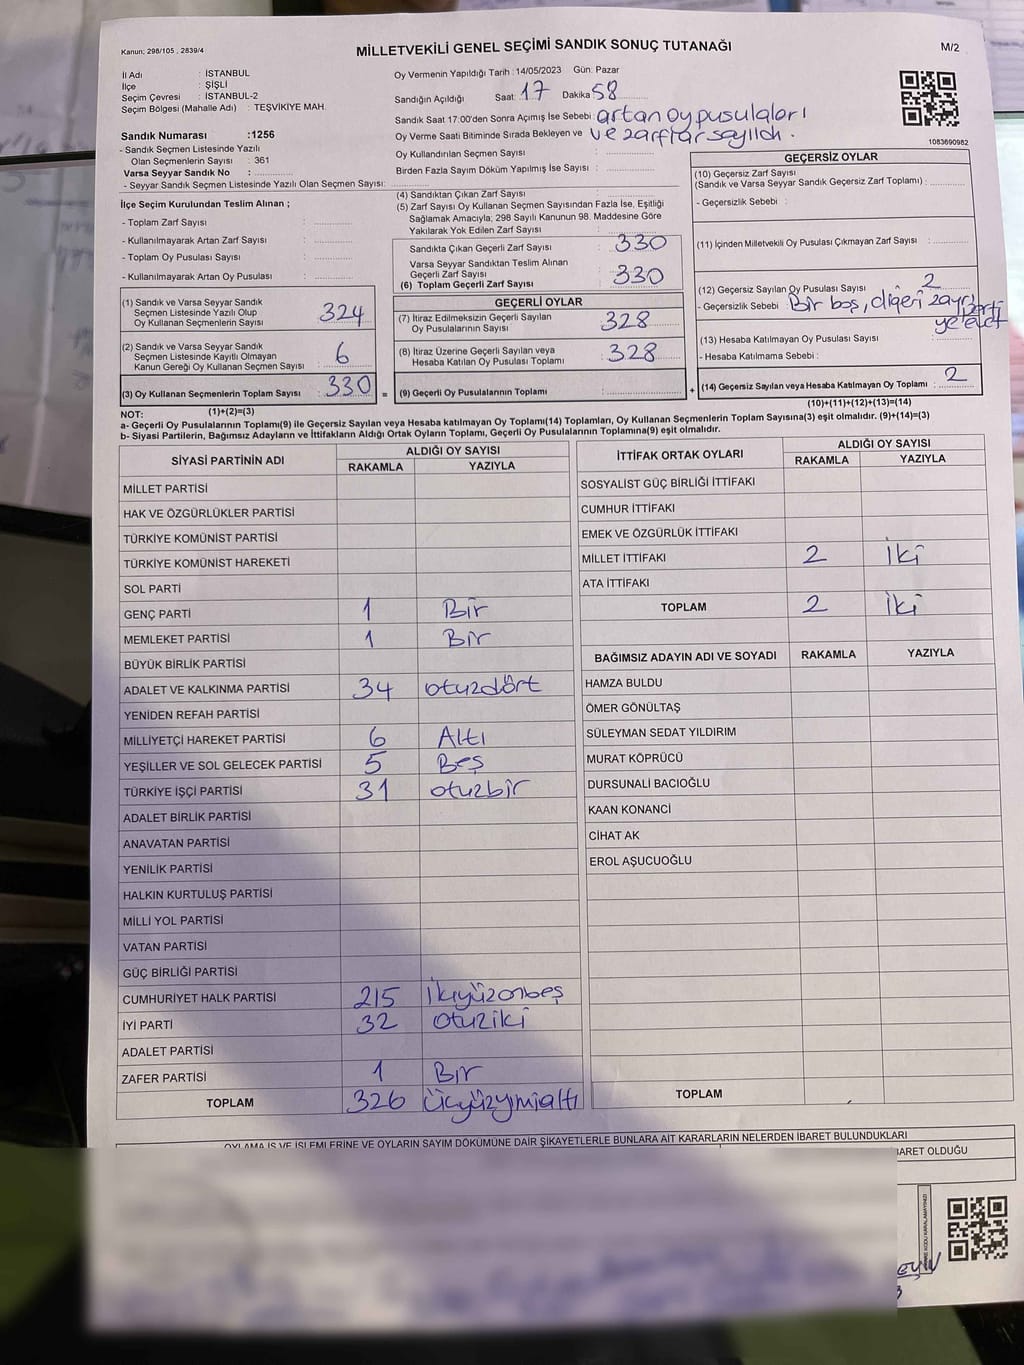 Kanun: 298/105 , 2839/4
MİLLETVEKİLİ GENEL SEÇİMİ SANDIK SONUÇ TUTANAĞI
M/2
İl Adı : İSTANBUL
İlçe : ŞİŞLİ
Seçim Çevresi : İSTANBUL-2
Seçim Bölgesi (Mahalle Adı) : TEŞVİKİYE MAH.
Sandık Numarası :1256
- Sandık Seçmen Listesinde Yazılı
Olan Seçmenlerin Sayısı : 361
Varsa Seyyar Sandık No :
- Seyyar Sandık Seçmen Listesinde Yazılı Olan Seçmen Sayısı:
Oy Vermenin Yapıldığı Tarih : 14/05/2023 Gün: Pazar
Sandığın Açıldığı Saat: 17 Dakika 58
Sandık Saat 17:00'den Sonra Açımış İse Sebebi: artan oy pusulaları
Oy Verme Saati Bitiminde Sırada Bekleyen ve ve zarflar sayıldı.
Oy Kullandırılan Seçmen Sayısı :
Birden Fazla Sayım Döküm Yapılmış İse Sayısı :
1083690982
İlçe Seçim Kurulundan Teslim Alınan ;
- Toplam Zarf Sayısı :
- Kullanılmayarak Artan Zarf Sayısı :
- Toplam Oy Pusulası Sayısı :
- Kullanılmayarak Artan Oy Pusulası :
(4) Sandıktan Çıkan Zarf Sayısı :
(5) Zarf Sayısı Oy Kullanan Seçmen Sayısından Fazla İse, Eşitliği
Sağlamak Amacıyla; 298 Sayılı Kanunun 98. Maddesine Göre
Yakılarak Yok Edilen Zarf Sayısı :
Sandıkta Çıkan Geçerli Zarf Sayısı : 330
Varsa Seyyar Sandıktan Teslim Alınan
Geçerli Zarf Sayısı :
(6) Toplam Geçerli Zarf Sayısı : 330
GEÇERSİZ OYLAR
(10) Geçersiz Zarf Sayısı
(Sandık ve Varsa Seyyar Sandık Geçersiz Zarf Toplamı) :
- Geçersizlik Sebebi :
(11) İçinden Milletvekili Oy Pusulası Çıkmayan Zarf Sayısı :
(12) Geçersiz Sayılan Oy Pusulası Sayısı : 2
- Geçersizlik Sebebi : Bir boş, diğeri
(13) Hesaba Katılmayan Oy Pusulası Sayısı :
- Hesaba Katılmama Sebebi :
(14) Geçersiz Sayılan veya Hesaba Katılmayan Oy Toplamı : 2
(10)+(11)+(12)+(13)=(14)
(1) Sandık ve Varsa Seyyar Sandık
Seçmen Listesinde Yazılı Olup
Oy Kullanan Seçmenlerin Sayısı : 324
(2) Sandık ve Varsa Seyyar Sandık
Seçmen Listesinde Kayıtlı Olmayan
Kanun Gereği Oy Kullanan Seçmen Sayısı : 6
(3) Oy Kullanan Seçmenlerin Toplam Sayısı : 330 =
(1)+(2)=(3)
GEÇERLİ OYLAR
(7) İtiraz Edilmeksizin Geçerli Sayılan
Oy Pusulalarının Sayısı : 328
(8) İtiraz Üzerine Geçerli Sayılan veya
Hesaba Katılan Oy Pusulası Toplamı : 328
(9) Geçerli Oy Pusulalarının Toplamı : +
NOT:
a- Geçerli Oy Pusulalarının Toplamı(9) ile Geçersiz Sayılan veya Hesaba katılmayan Oy Toplamı(14) Toplamları, Oy Kullanan Seçmenlerin Toplam Sayısına(3) eşit olmalıdır. (9)+(14)=(3)
b- Siyasi Partilerin, Bağımsız Adayların ve İttifakların Aldığı Ortak Oyların Toplamı, Geçerli Oy Pusulalarının Toplamına(9) eşit olmalıdır.
SİYASİ PARTİNİN ADI ALDIĞI OY SAYISI
RAKAMLA YAZIYLA
MİLLET PARTİSİ
HAK VE ÖZGÜRLÜKLER PARTİSİ
TÜRKİYE KOMÜNİST PARTİSİ
TÜRKİYE KOMÜNİST HAREKETİ
SOL PARTİ
GENÇ PARTİ 1 Bir
MEMLEKET PARTİSİ 1 Bir
BÜYÜK BİRLİK PARTİSİ
ADALET VE KALKINMA PARTİSİ 34 otuzdört
YENİDEN REFAH PARTİSİ
MİLLİYETÇİ HAREKET PARTİSİ 6 Altı
YEŞİLLER VE SOL GELECEK PARTİSİ 5 Beş
TÜRKİYE İŞÇİ PARTİSİ 31 otuzbir
ADALET BİRLİK PARTİSİ
ANAVATAN PARTİSİ
YENİLİK PARTİSİ
HALKIN KURTULUŞ PARTİSİ
MİLLİ YOL PARTİSİ
VATAN PARTİSİ
GÜÇ BİRLİĞİ PARTİSİ
CUMHURİYET HALK PARTİSİ 215 ikiyüzonbeş
İYİ PARTİ 32 otuziki
ADALET PARTİSİ
ZAFER PARTİSİ 1 Bir
TOPLAM 326 üçyüzyimialtı
İTTİFAK ORTAK OYLARI ALDIĞI OY SAYISI
RAKAMLA YAZIYLA
SOSYALİST GÜÇ BİRLİĞİ İTTİFAKI
CUMHUR İTTİFAKI
EMEK VE ÖZGÜRLÜK İTTİFAKI
MİLLET İTTİFAKI 2 İki
ATA İTTİFAKI
TOPLAM 2 İki
BAĞIMSIZ ADAYIN ADI VE SOYADI RAKAMLA YAZIYLA
HAMZA BULDU
ÖMER GÖNÜLTAŞ
SÜLEYMAN SEDAT YILDIRIM
MURAT KÖPRÜCÜ
DURSUNALİ BACIOĞLU
KAAN KONANCİ
CİHAT AK
EROL AŞUCUOĞLU
TOPLAM
OYLAMA İŞ VE İŞLEMLERİNE VE OYLARIN SAYIM DÖKÜMÜNE DAİR ŞİKAYETLERLE BUNLARA AİT KARARLARIN NELERDEN İBARET BULUNDUKLARI
BARET OLDUĞU